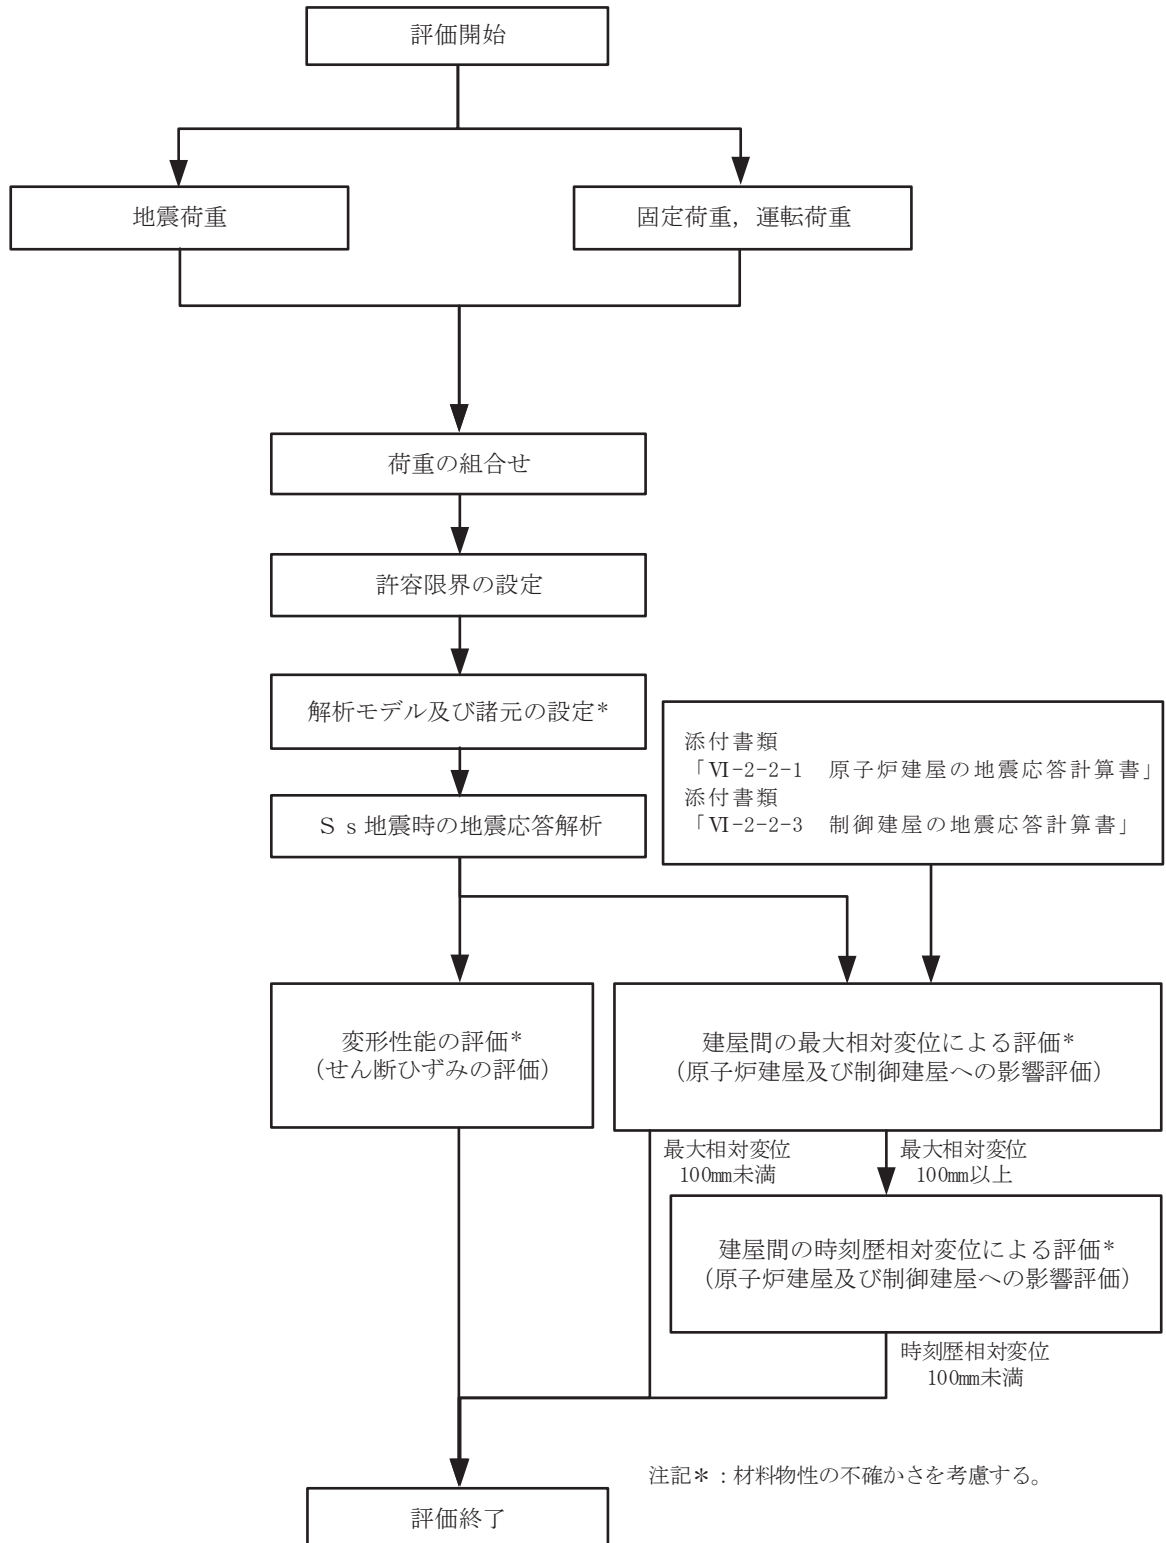 評価開始
地震荷重
固定荷重，運転荷重
荷重の組合せ
許容限界の設定
解析モデル及び諸元の設定*
Ｓｓ地震時の地震応答解析
添付書類
「Ⅵ-2-2-1　原子炉建屋の地震応答計算書」
添付書類
「Ⅵ-2-2-3　制御建屋の地震応答計算書」
変形性能の評価*
（せん断ひずみの評価）
建屋間の最大相対変位による評価*
（原子炉建屋及び制御建屋への影響評価）
最大相対変位
100㎜未満
最大相対変位
100㎜以上
建屋間の時刻歴相対変位による評価*
（原子炉建屋及び制御建屋への影響評価）
時刻歴相対変位
100㎜未満
注記＊：材料物性の不確かさを考慮する。
評価終了